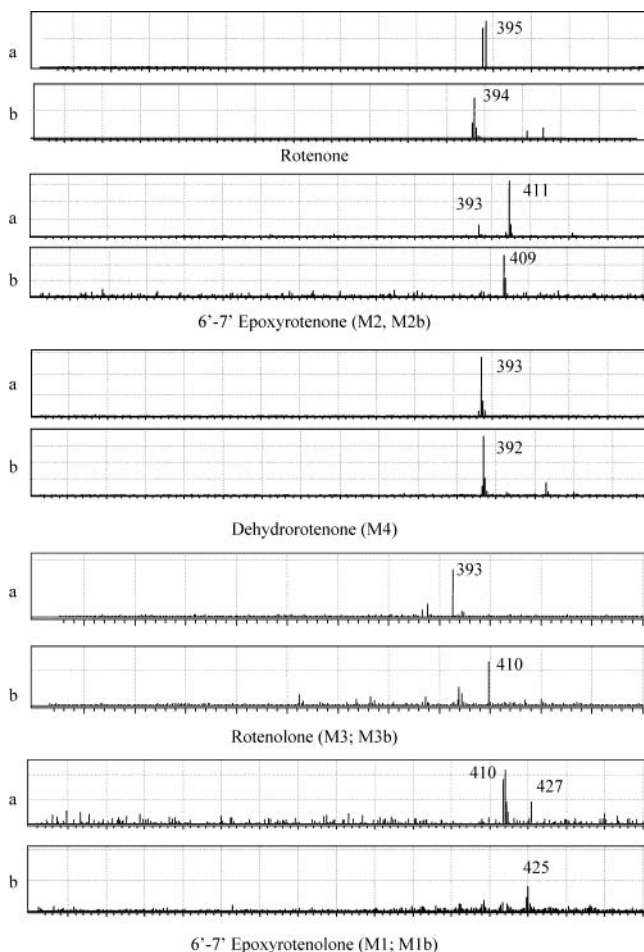 a
395
b
394
Rotenone
a
393
411
b
409
6'-7' Epoxyrotenone (M2, M2b)
a
393
b
392
Dehydrorotenone (M4)
a
393
b
410
Rotenolone (M3; M3b)
a
410
427
b
425
6'-7' Epoxyrotenolone (M1; M1b)